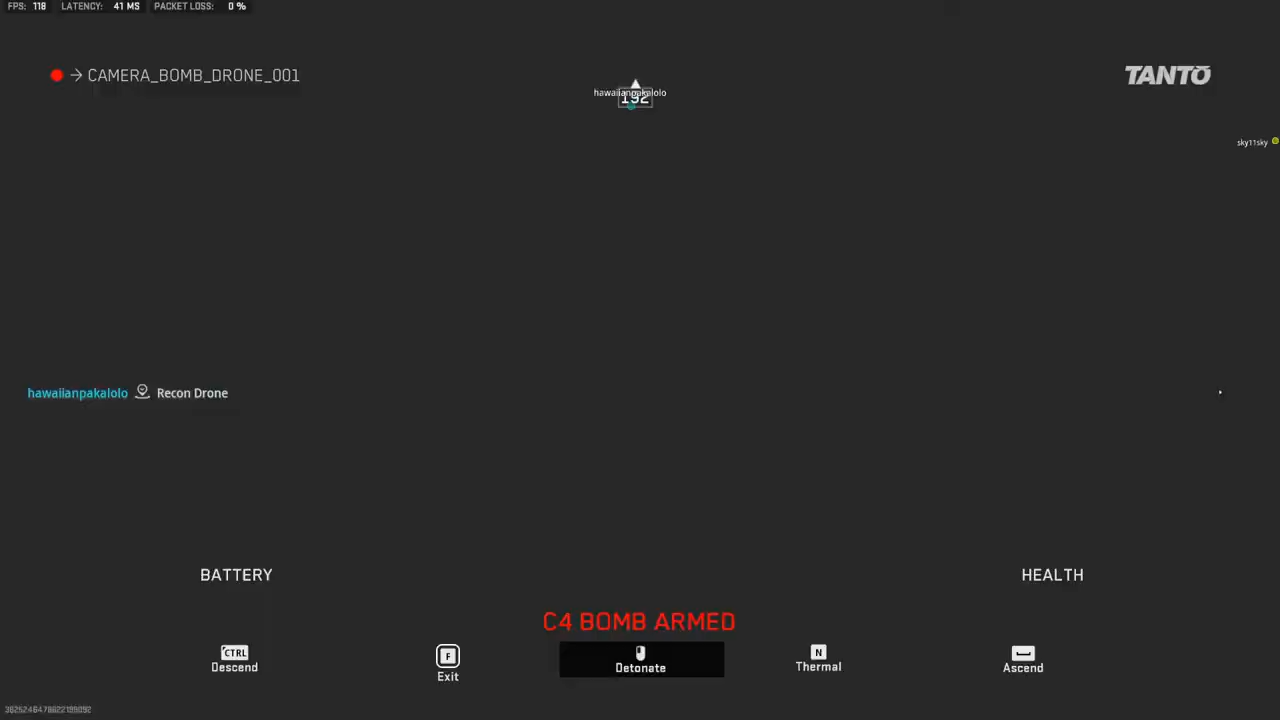 FPS: 118 LATENCY: 41 MS PACKET LOSS: 0 %
CAMERA_BOMB_DRONE_001
TANTO
hawaiianpakalolo
192
sky11sky
hawaiianpakalolo Recon Drone
BATTERY
HEALTH
C4 BOMB ARMED
CTRL
Descend
F
Exit
Detonate
N
Thermal
Ascend